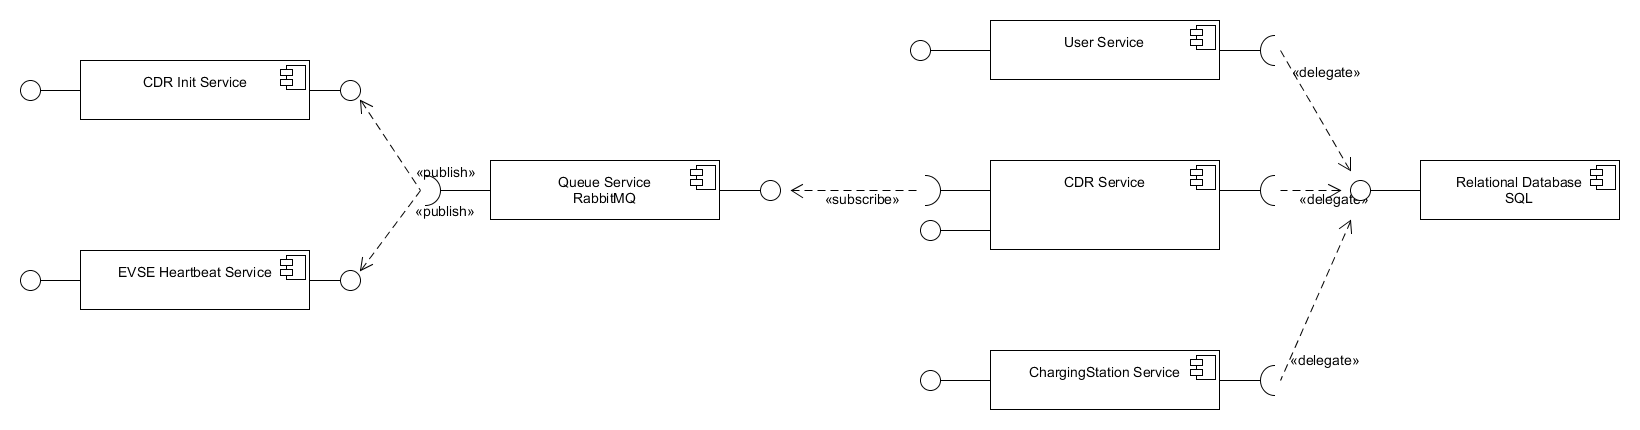 User Service
«delegate»
CDR Init Service
«publish»
«publish»
Queue Service
RabbitMQ
«subscribe»
CDR Service
«delegate»
Relational Database
SQL
EVSE Heartbeat Service
ChargingStation Service
«delegate»